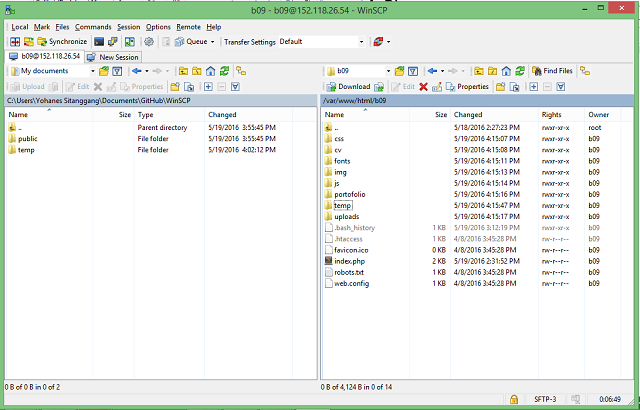 b09 - b09@152.118.26.54 - WinSCP
Local Mark Files Commands Session Options Remote Help
Synchronize Queue Transfer Settings Default
b09@152.118.26.54 New Session
My documents b09 Find Files
Upload Edit Properties Download Edit Properties
C:\Users\Yohanes Sitanggang\Documents\GitHub\WinSCP /var/www/html/b09
Name Size Type Changed Name Size Changed Rights Owner
.. Parent directory 5/19/2016 3:55:45 PM .. 5/18/2016 2:27:23 PM rwxr-xr-x root
public File folder 5/19/2016 3:55:45 PM css 5/19/2016 4:15:07 PM rwxr-xr-x b09
temp File folder 5/19/2016 4:02:12 PM cv 5/19/2016 4:15:08 PM rwxr-xr-x b09
fonts 5/19/2016 4:15:11 PM rwxr-xr-x b09
img 5/19/2016 4:15:13 PM rwxr-xr-x b09
js 5/19/2016 4:15:14 PM rwxr-xr-x b09
portofolio 5/19/2016 4:15:16 PM rwxr-xr-x b09
temp 5/19/2016 4:15:47 PM rwxr-xr-x b09
uploads 5/19/2016 4:15:17 PM rwxr-xr-x b09
.bash_history 1 KB 5/19/2016 3:12:19 PM rwxr-xr-x b09
.htaccess 1 KB 4/8/2016 3:45:28 PM rw-r--r-- b09
favicon.ico 0 KB 4/8/2016 3:45:28 PM rw-r--r-- b09
index.php 2 KB 5/19/2016 2:31:52 PM rw-r--r-- b09
robots.txt 1 KB 4/8/2016 3:45:28 PM rw-r--r-- b09
web.config 1 KB 4/8/2016 3:45:28 PM rw-r--r-- b09
0 B of 0 B in 0 of 2 0 B of 4,124 B in 0 of 14
SFTP-3 0:06:49